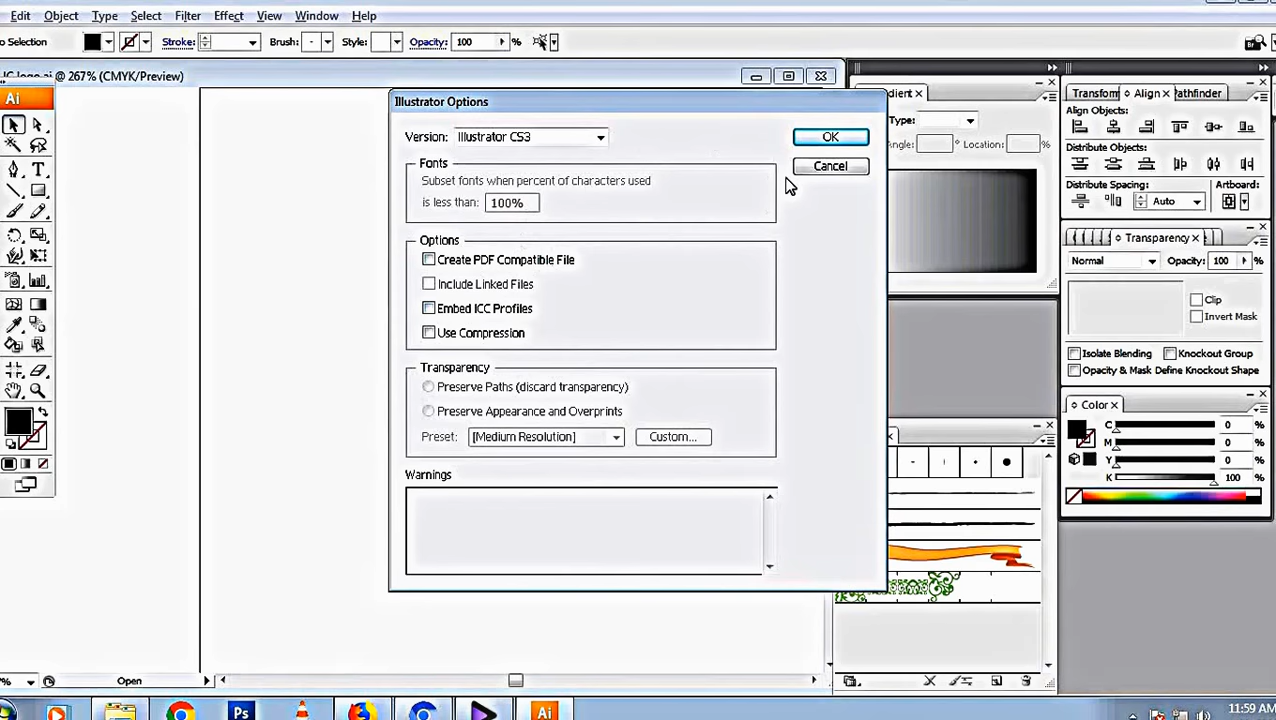 Edit Object Type Select Filter Effect View Window Help
Selection Stroke: Brush: Style: Opacity: 100 %
@ 267% (CMYK/Preview)
Ai
Illustrator Options
Version: Illustrator CS3 OK
Cancel
Fonts
Subset fonts when percent of characters used
is less than: 100%
Options
Create PDF Compatible File
Include Linked Files
Embed ICC Profiles
Use Compression
Transparency
Preserve Paths (discard transparency)
Preserve Appearance and Overprints
Preset: [Medium Resolution] Custom...
Warnings
Type:
Angle: ° Location: %
Align Pathfinder
Align Objects:
Distribute Objects:
Distribute Spacing: Artboard:
Auto
Transparency
Normal Opacity: 100 %
Clip
Invert Mask
Isolate Blending Knockout Group
Opacity & Mask Define Knockout Shape
Color
C 0 %
M 0 %
Y 0 %
K 100 %
Open
Ps Ai
11:59 AM